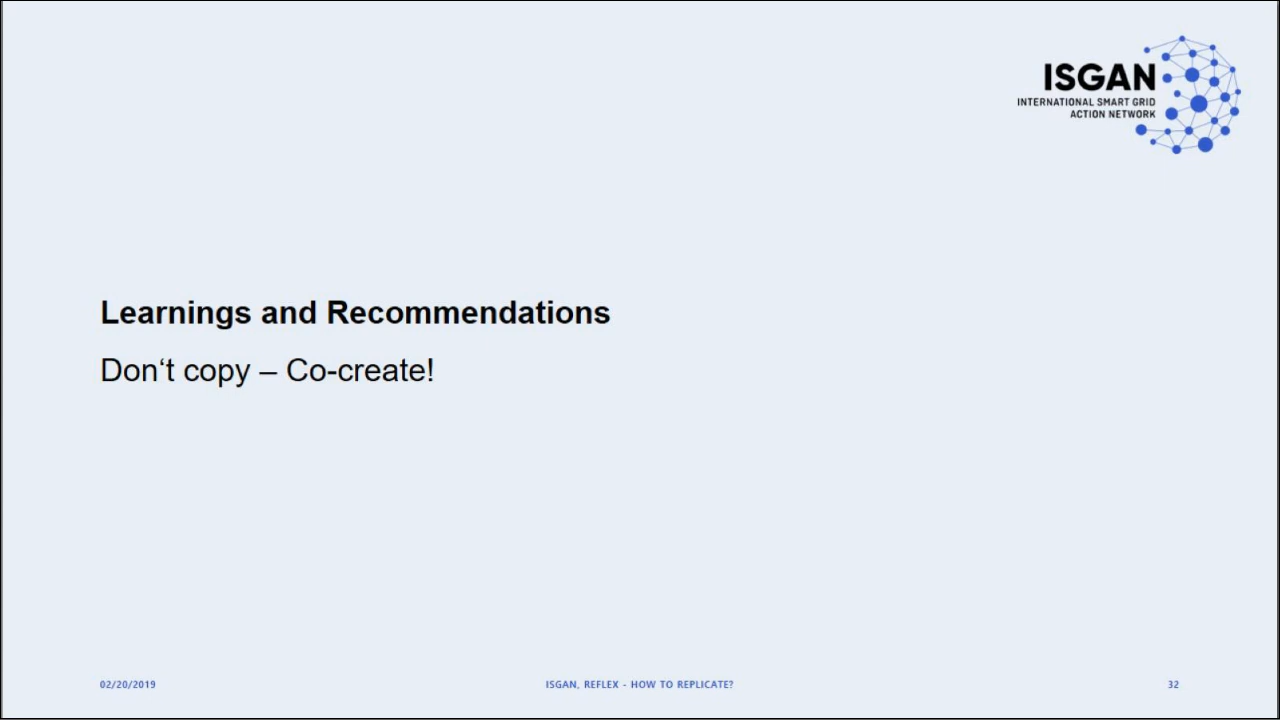 ISGAN
INTERNATIONAL SMART GRID
ACTION NETWORK
Learnings and Recommendations
Don‘t copy – Co-create!
02/20/2019
ISGAN, REFLEX - HOW TO REPLICATE?
32